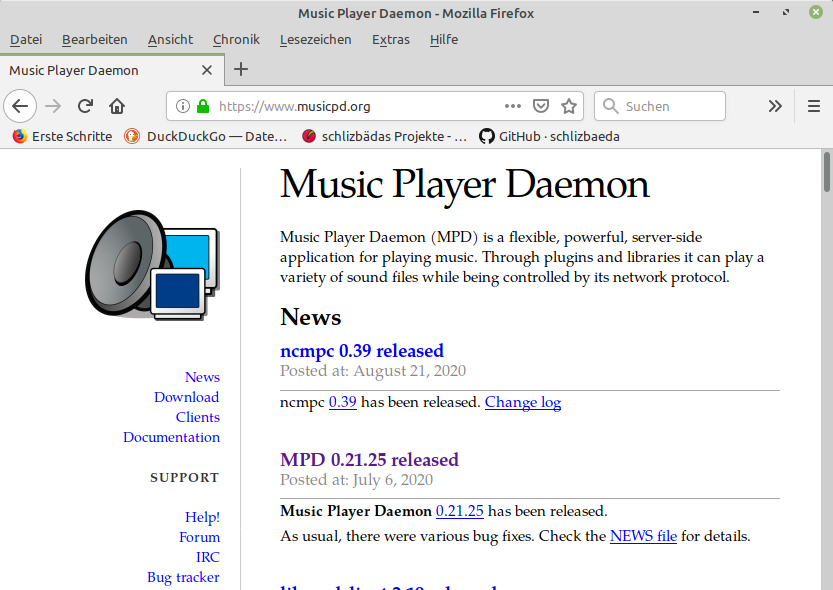 Music Player Daemon - Mozilla Firefox
Datei Bearbeiten Ansicht Chronik Lesezeichen Extras Hilfe
Music Player Daemon
https://www.musicpd.org Suchen
Erste Schritte DuckDuckGo — Date... schlizbädas Projekte - ... GitHub · schlizbaeda
Music Player Daemon
Music Player Daemon (MPD) is a flexible, powerful, server-side
application for playing music. Through plugins and libraries it can play a
variety of sound files while being controlled by its network protocol.
News
ncmpc 0.39 released
Posted at: August 21, 2020
ncmpc 0.39 has been released. Change log
MPD 0.21.25 released
Posted at: July 6, 2020
Music Player Daemon 0.21.25 has been released.
As usual, there were various bug fixes. Check the NEWS file for details.
News
Download
Clients
Documentation
SUPPORT
Help!
Forum
IRC
Bug tracker